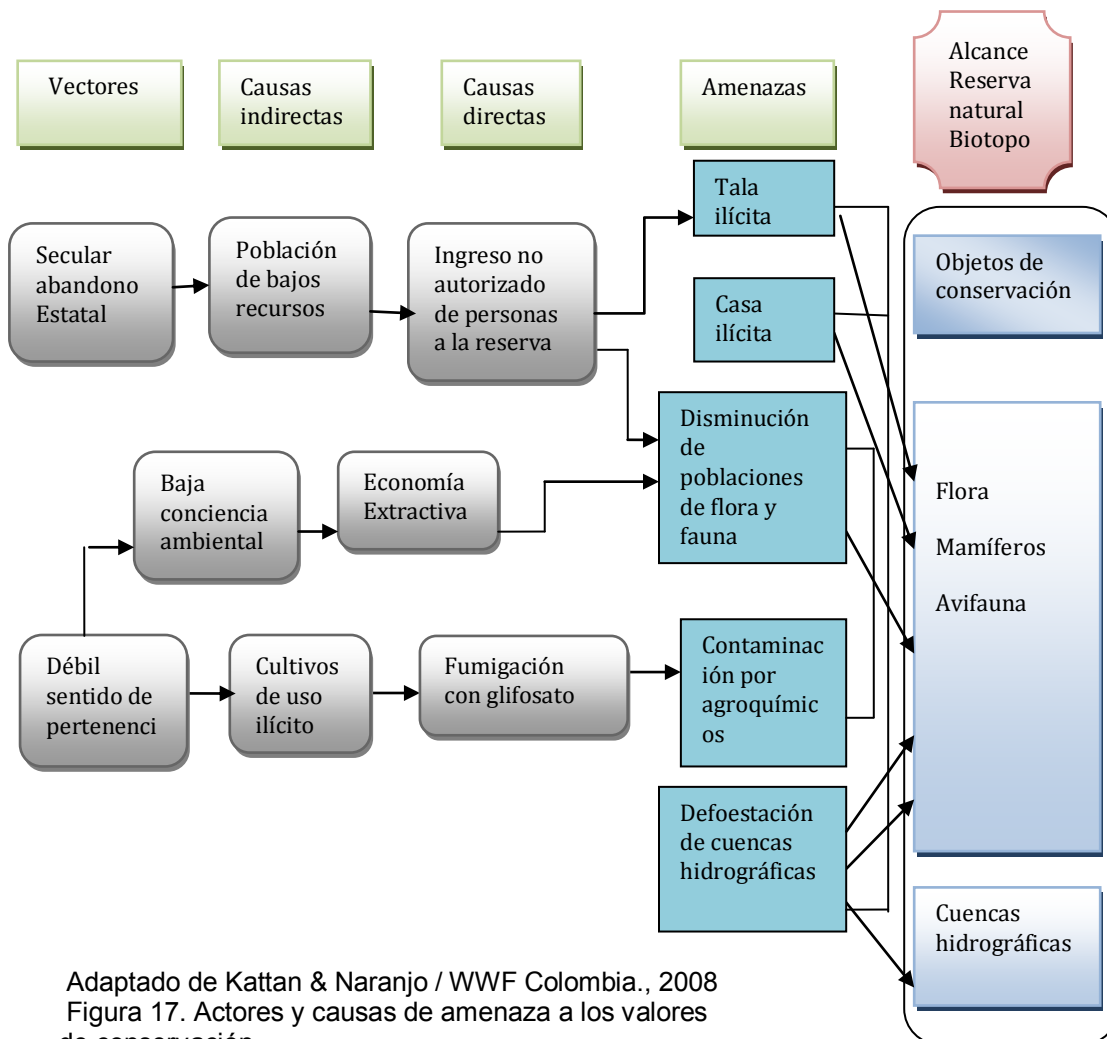 Vectores
Causas
indirectas
Causas
directas
Amenazas
Alcance
Reserva
natural
Biotopo
Secular
abandono
Estatal
Población
de bajos
recursos
Ingreso no
autorizado
de personas
a la reserva
Tala
ilícita
Casa
ilícita
Objetos de
conservación
Baja
conciencia
ambiental
Economía
Extractiva
Disminución
de
poblaciones
de flora y
fauna
Flora
Mamíferos
Avifauna
Débil
sentido de
pertenenci
Cultivos
de uso
ilícito
Fumigación
con glifosato
Contaminac
ión por
agroquímic
os
Defoestación
de cuencas
hidrográficas
Cuencas
hidrográficas
Adaptado de Kattan & Naranjo / WWF Colombia., 2008
Figura 17. Actores y causas de amenaza a los valores
de conservación